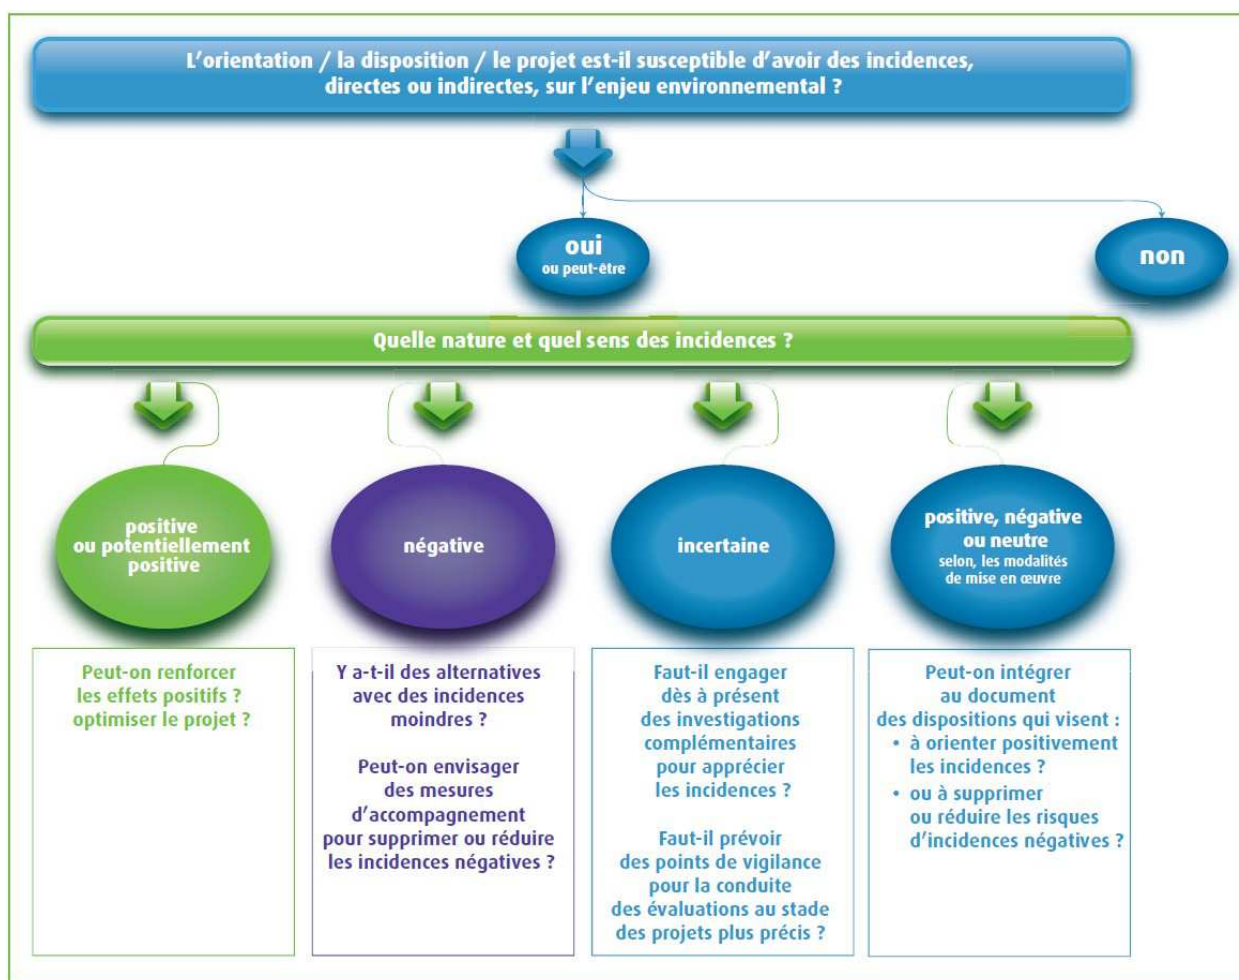 L'orientation / la disposition / le projet est-il susceptible d'avoir des incidences,
directes ou indirectes, sur l'enjeu environnemental ?
oui
ou peut-être
non
Quelle nature et quel sens des incidences ?
positive
ou potentiellement
positive
négative
incertaine
positive, négative
ou neutre
selon, les modalités
de mise en œuvre
Peut-on renforcer
les effets positifs ?
optimiser le projet ?
Y a-t-il des alternatives
avec des incidences
moindres ?
Peut-on envisager
des mesures
d'accompagnement
pour supprimer ou réduire
les incidences négatives ?
Faut-il engager
dès à présent
des investigations
complémentaires
pour apprécier
les incidences ?
Faut-il prévoir
des points de vigilance
pour la conduite
des évaluations au stade
des projets plus précis ?
Peut-on intégrer
au document
des dispositions qui visent :
• à orienter positivement
les incidences ?
• ou à supprimer
ou réduire les risques
d'incidences négatives ?